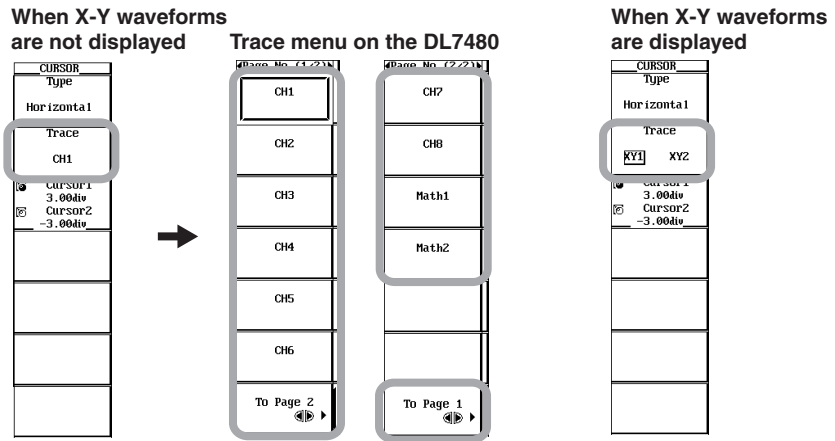 When X-Y waveforms
are not displayed
CURSOR
Type
Horizontal
Trace
CH1
Cursor1
3.00div
Cursor2
-3.00div
Trace menu on the DL7480
Page No.(1/2)
CH1
CH2
CH3
CH4
CH5
CH6
To Page 2
Page No.(2/2)
CH7
CH8
Math1
Math2
To Page 1
When X-Y waveforms
are displayed
CURSOR
Type
Horizontal
Trace
XY1 XY2
Cursor1
3.00div
Cursor2
-3.00div